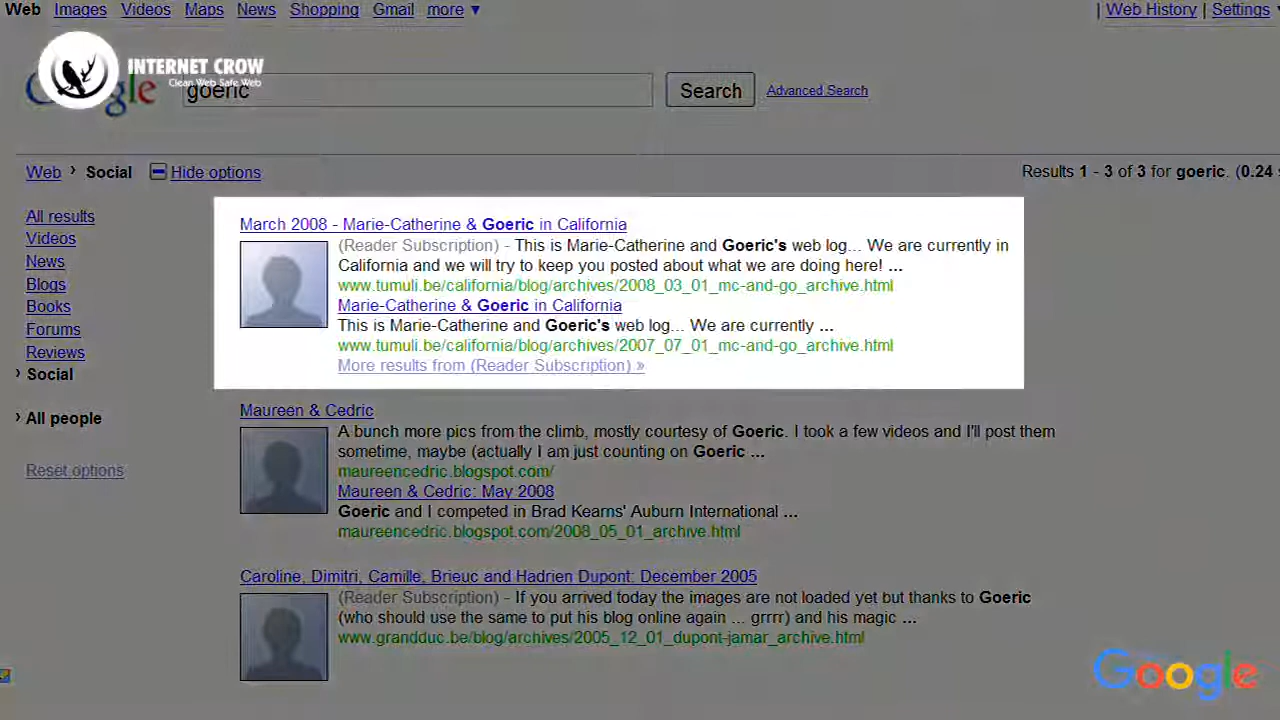 Web Images Videos Maps News Shopping Gmail more ▼ | Web History | Settings
INTERNET CROW
Clean Web Safe Web
Google goeric Search Advanced Search
Web › Social Hide options Results 1 - 3 of 3 for goeric. (0.24 s
All results
Videos
News
Blogs
Books
Forums
Reviews
› Social
› All people
Reset options
March 2008 - Marie-Catherine & Goeric in California
(Reader Subscription) - This is Marie-Catherine and Goeric's web log... We are currently in
California and we will try to keep you posted about what we are doing here! ...
www.tumuli.be/california/blog/archives/2008_03_01_mc-and-go_archive.html
Marie-Catherine & Goeric in California
This is Marie-Catherine and Goeric's web log... We are currently ...
www.tumuli.be/california/blog/archives/2007_07_01_mc-and-go_archive.html
More results from (Reader Subscription) »
Maureen & Cedric
A bunch more pics from the climb, mostly courtesy of Goeric. I took a few videos and I'll post them
sometime, maybe (actually I am just counting on Goeric ...
maureencedric.blogspot.com/
Maureen & Cedric: May 2008
Goeric and I competed in Brad Kearns' Auburn International ...
maureencedric.blogspot.com/2008_05_01_archive.html
Caroline, Dimitri, Camille, Brieuc and Hadrien Dupont: December 2005
(Reader Subscription) - If you arrived today the images are not loaded yet but thanks to Goeric
(who should use the same to put his blog online again ... grrrr) and his magic ...
www.grandduc.be/blog/archives/2005_12_01_dupont-jamar_archive.html
Google